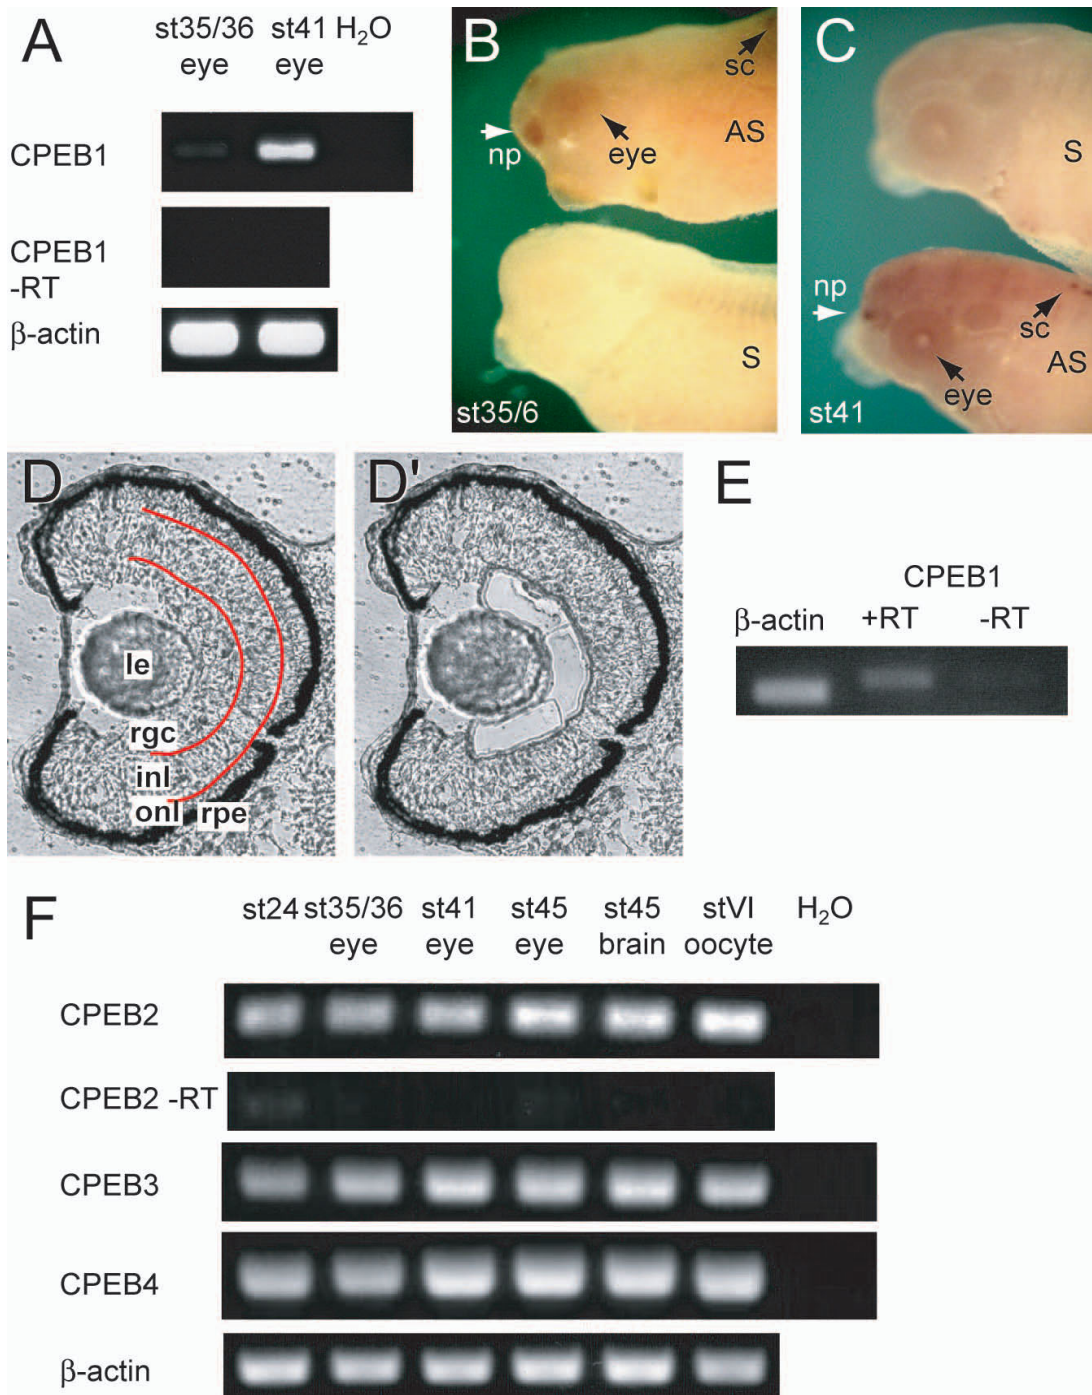 A
st35/36 st41 H₂O
eye eye
CPEB1
CPEB1
-RT
β-actin
B
sc
AS
np
eye
S
st35/6
C
S
np
sc
AS
eye
st41
D
le
rgc
inl
onl rpe
D'
E
CPEB1
β-actin +RT -RT
F
st24 st35/36 st41 st45 st45 stVI H₂O
eye eye eye brain oocyte
CPEB2
CPEB2 -RT
CPEB3
CPEB4
β-actin